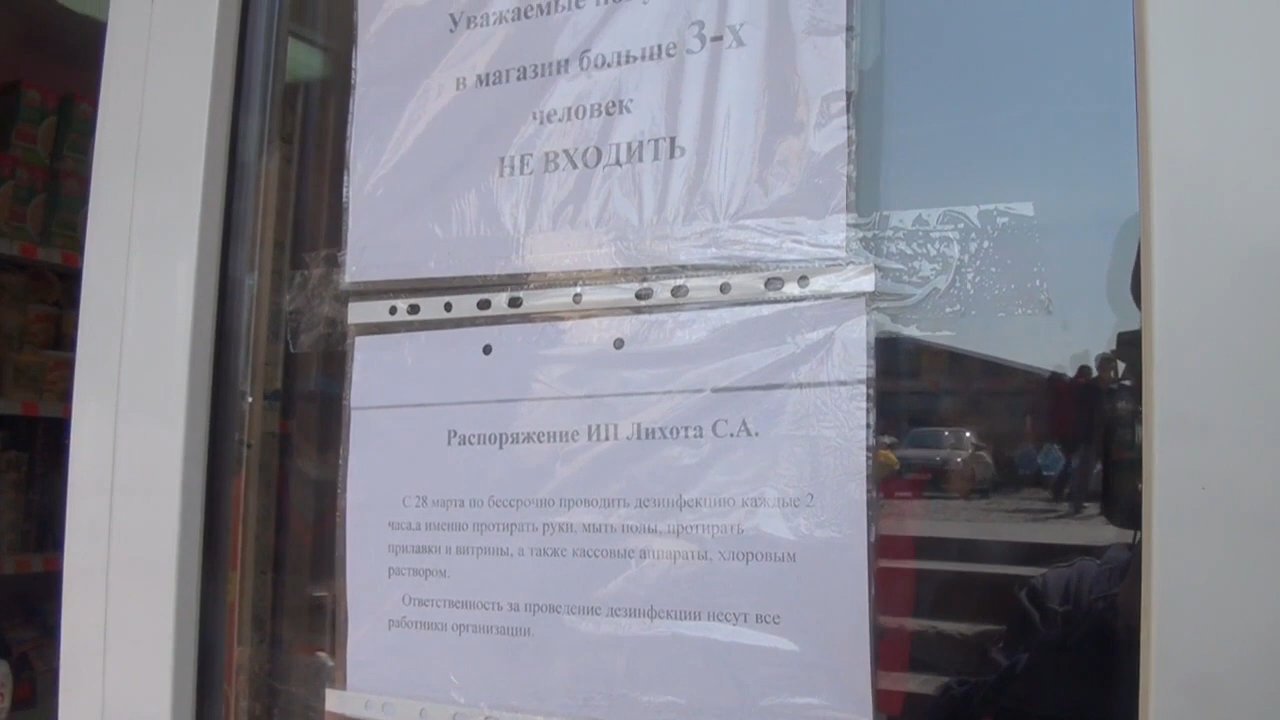 Уважаемые
в магазин больше 3-х
человек
НЕ ВХОДИТЬ
Распоряжение ИП Лихота С.А.
С 28 марта по бессрочно проводить дезинфекцию каждые 2
часа,а именно протирать руки, мыть полы, протирать
прилавки и витрины, а также кассовые аппараты, хлоровым
раствором.
Ответственность за проведение дезинфекции несут все
работники организации.